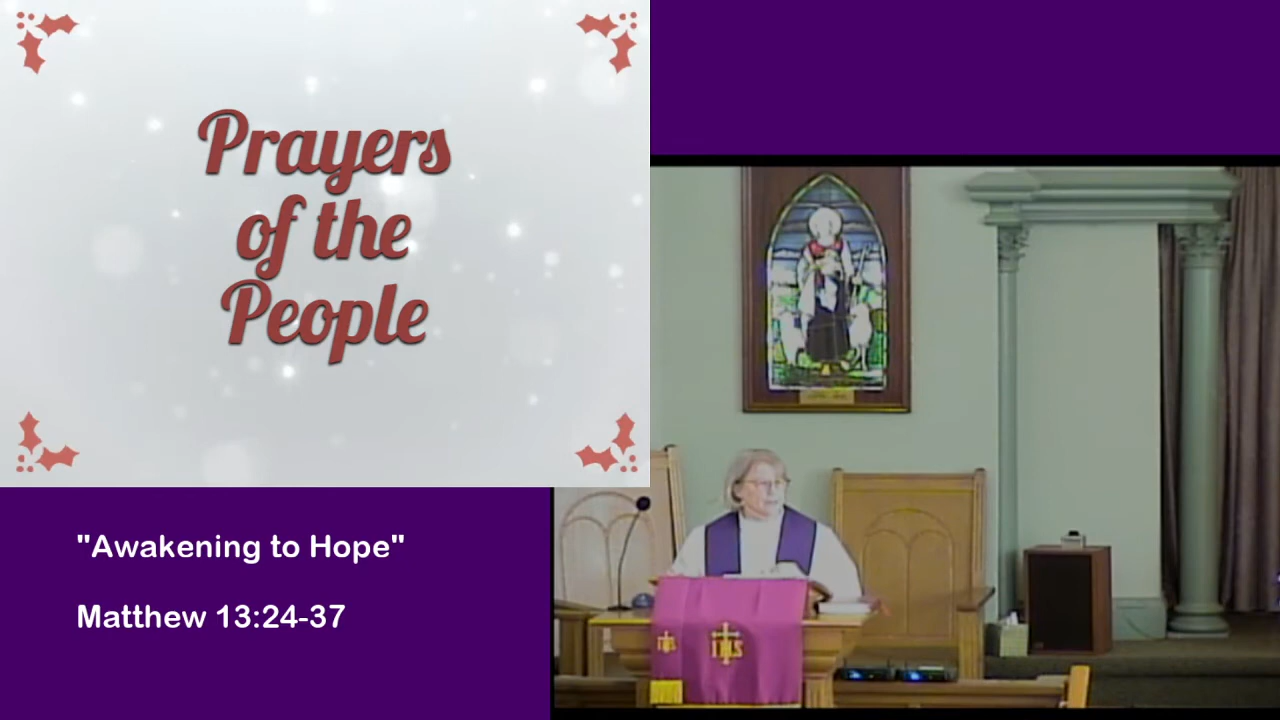 Prayers
of the
People
"Awakening to Hope"
Matthew 13:24-37
IHS